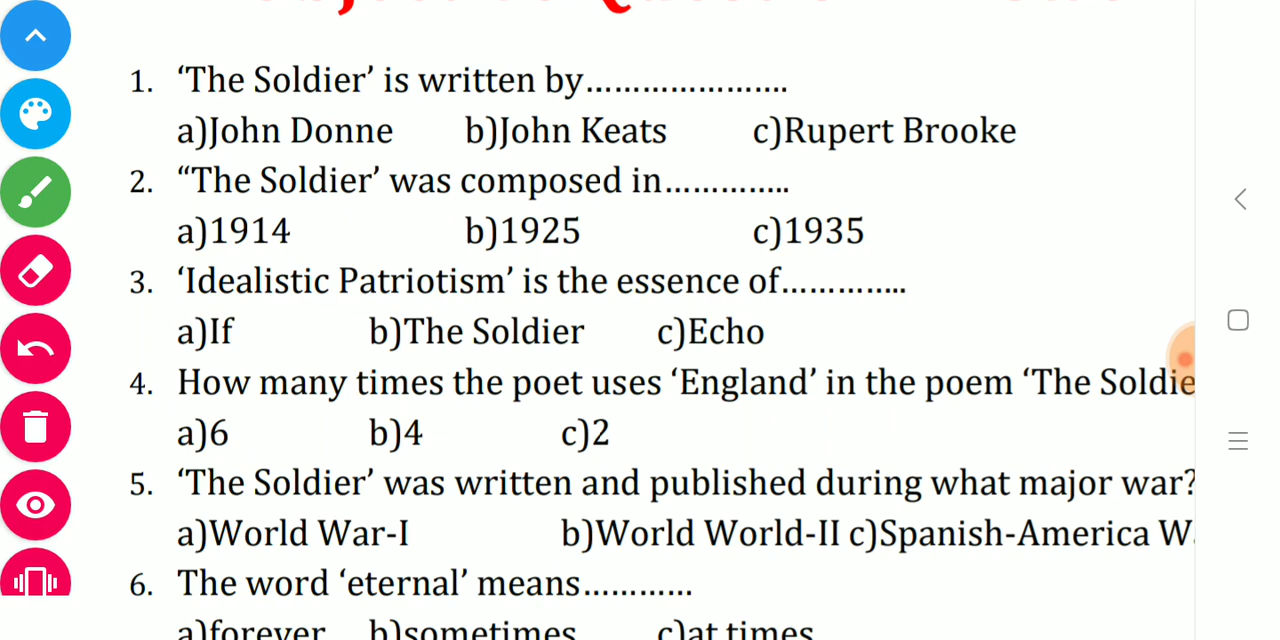 1. ‘The Soldier’ is written by.....................
a)John Donne b)John Keats c)Rupert Brooke
2. “The Soldier’ was composed in..............
a)1914 b)1925 c)1935
3. ‘Idealistic Patriotism’ is the essence of..............
a)If b)The Soldier c)Echo
4. How many times the poet uses ‘England’ in the poem ‘The Soldie
a)6 b)4 c)2
5. ‘The Soldier’ was written and published during what major war?
a)World War-I b)World World-II c)Spanish-America W
6. The word ‘eternal’ means............
a)forever b)sometimes c)at times